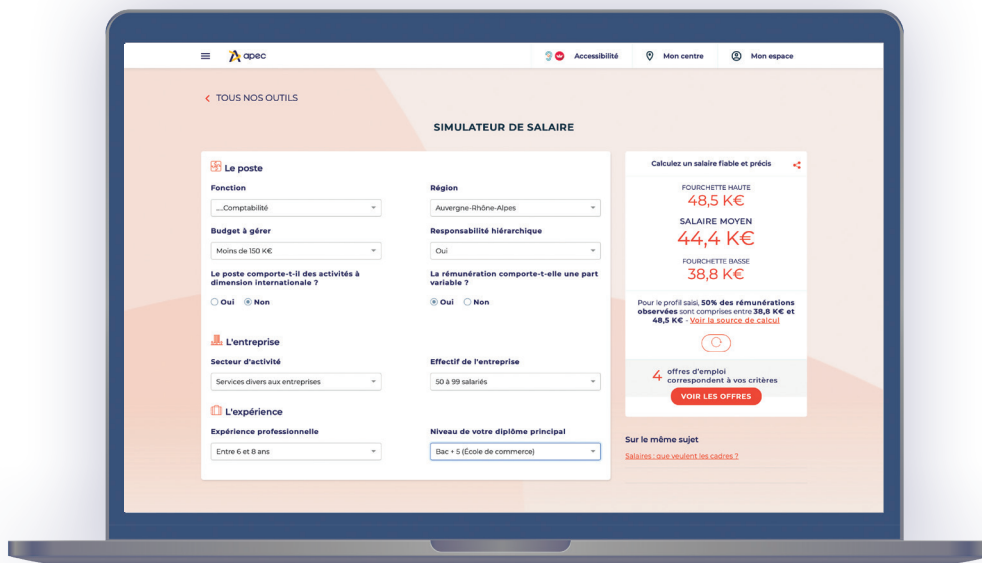 apec
Accessibilité
Mon centre
Mon espace
< TOUS NOS OUTILS
SIMULATEUR DE SALAIRE
Le poste
Fonction
Région
....Comptabilité
Auvergne-Rhône-Alpes
Budget à gérer
Responsabilité hiérarchique
Moins de 150 K€
Oui
Le poste comporte-t-il des activités à
dimension internationale ?
La rémunération comporte-t-elle une part
variable ?
Oui Non
Oui Non
L'entreprise
Secteur d'activité
Effectif de l'entreprise
Services divers aux entreprises
50 à 99 salariés
L'expérience
Expérience professionnelle
Niveau de votre diplôme principal
Entre 6 et 8 ans
Bac + 5 (École de commerce)
Calculez un salaire fiable et précis
FOURCHETTE HAUTE
48,5 K€
SALAIRE MOYEN
44,4 K€
FOURCHETTE BASSE
38,8 K€
Pour le profil saisi, 50% des rémunérations
observées sont comprises entre 38,8 K€ et
48,5 K€ - Voir la source de calcul
4 offres d'emploi
correspondent à vos critères
VOIR LES OFFRES
Sur le même sujet
Salaires : que veulent les cadres ?